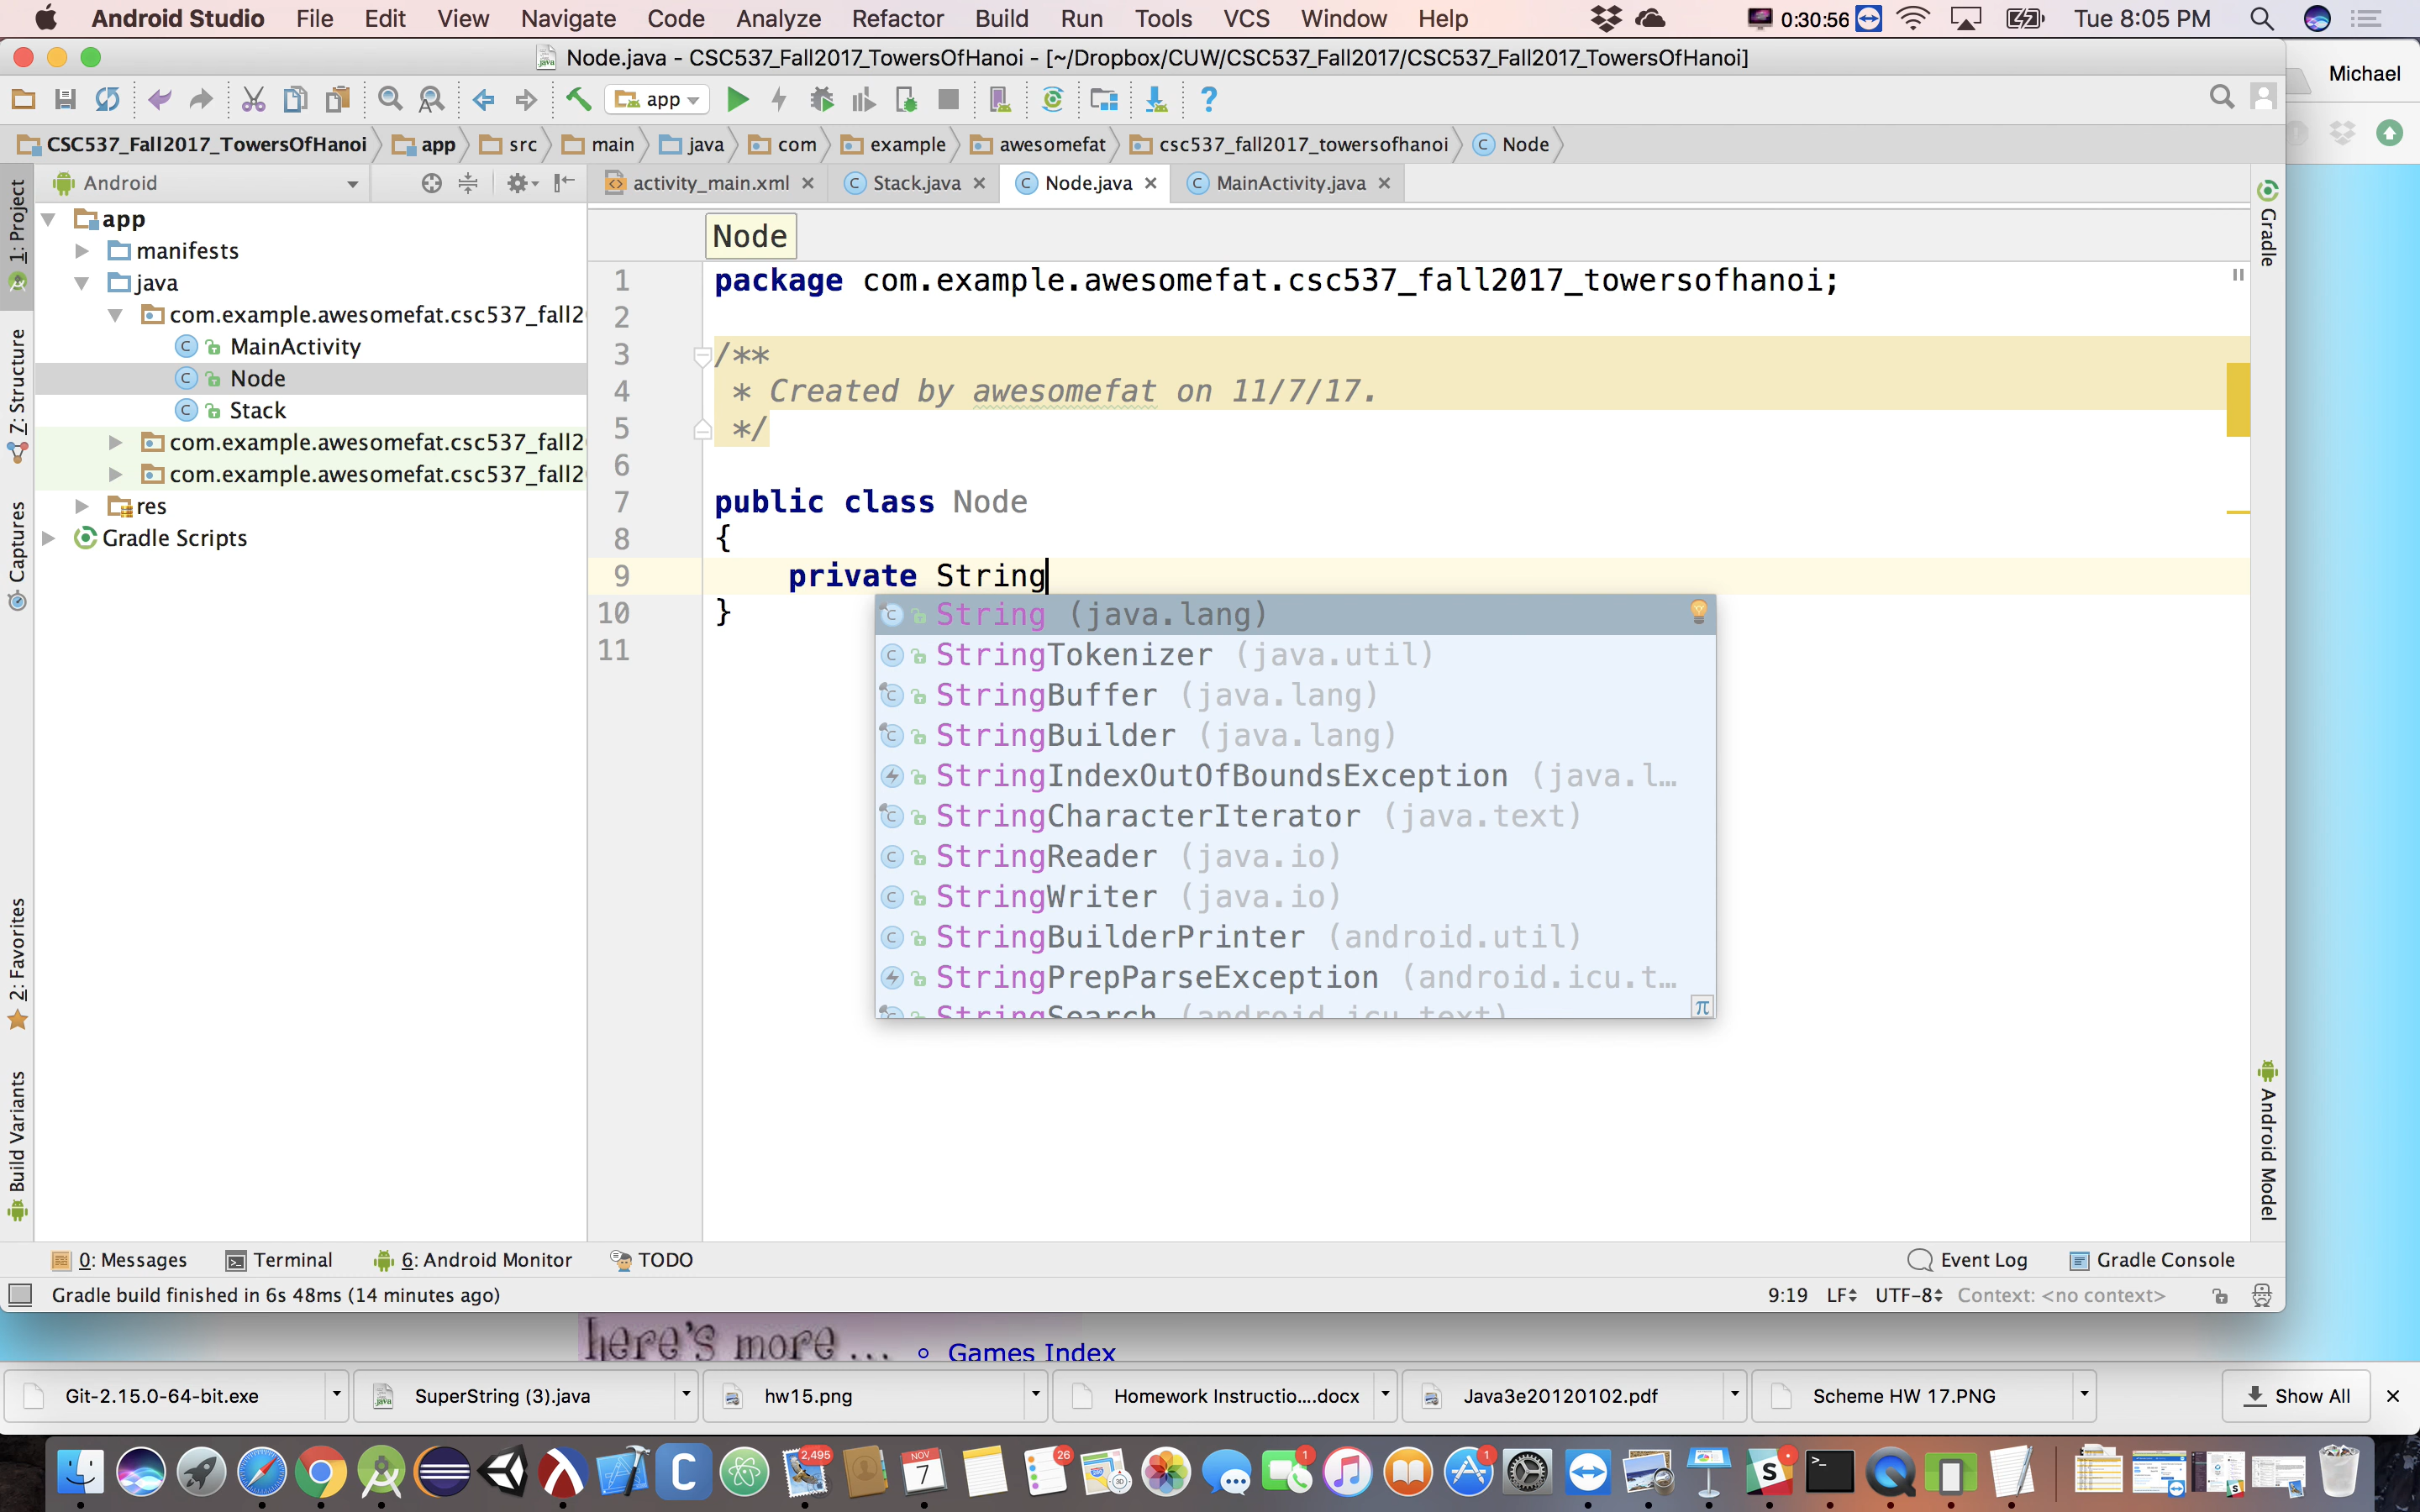 Android Studio File Edit View Navigate Code Analyze Refactor Build Run Tools VCS Window Help 0:30:56 Tue 8:05 PM
Node.java - CSC537_Fall2017_TowersOfHanoi - [~/Dropbox/CUW/CSC537_Fall2017/CSC537_Fall2017_TowersOfHanoi]
Michael
app
CSC537_Fall2017_TowersOfHanoi app src main java com example awesomefat csc537_fall2017_towersofhanoi Node
Android
activity_main.xml Stack.java Node.java MainActivity.java
1: Project
Z: Structure
Captures
2: Favorites
Build Variants
Gradle
Android Model
app
manifests
java
com.example.awesomefat.csc537_fall2
MainActivity
Node
Stack
com.example.awesomefat.csc537_fall2
com.example.awesomefat.csc537_fall2
res
Gradle Scripts
Node
1 package com.example.awesomefat.csc537_fall2017_towersofhanoi;
2
3 /**
4 * Created by awesomefat on 11/7/17.
5 */
6
7 public class Node
8 {
9 private String
10 }
11
String (java.lang)
StringTokenizer (java.util)
StringBuffer (java.lang)
StringBuilder (java.lang)
StringIndexOutOfBoundsException (java.l…
StringCharacterIterator (java.text)
StringReader (java.io)
StringWriter (java.io)
StringBuilderPrinter (android.util)
StringPrepParseException (android.icu.t…
StringSearch (android.icu.text)
π
0: Messages Terminal 6: Android Monitor TODO Event Log Gradle Console
Gradle build finished in 6s 48ms (14 minutes ago) 9:19 LF UTF-8 Context: <no context>
here's more ... Games Index
Git-2.15.0-64-bit.exe SuperString (3).java hw15.png Homework Instructio....docx Java3e20120102.pdf Scheme HW 17.PNG Show All
2,495 NOV 7 26 1 1